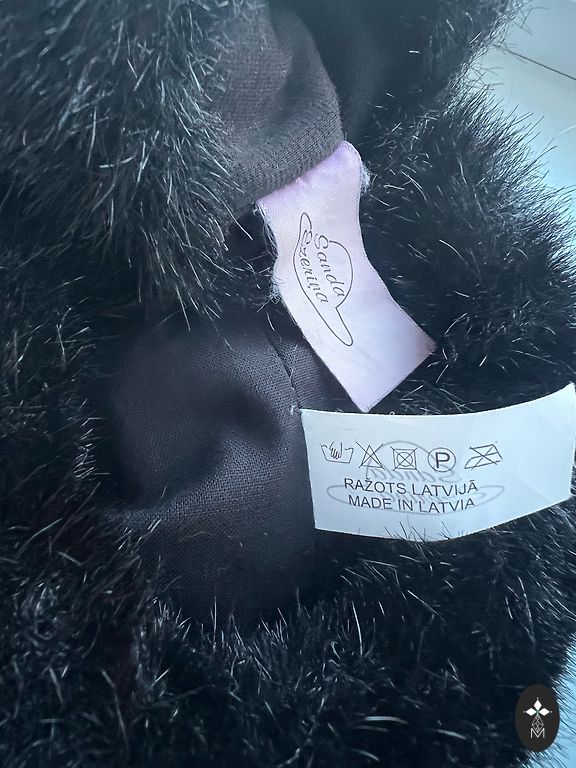 Sanda
Ezeriņa
P
RAŽOTS LATVIJĀ
MADE IN LATVIA
M